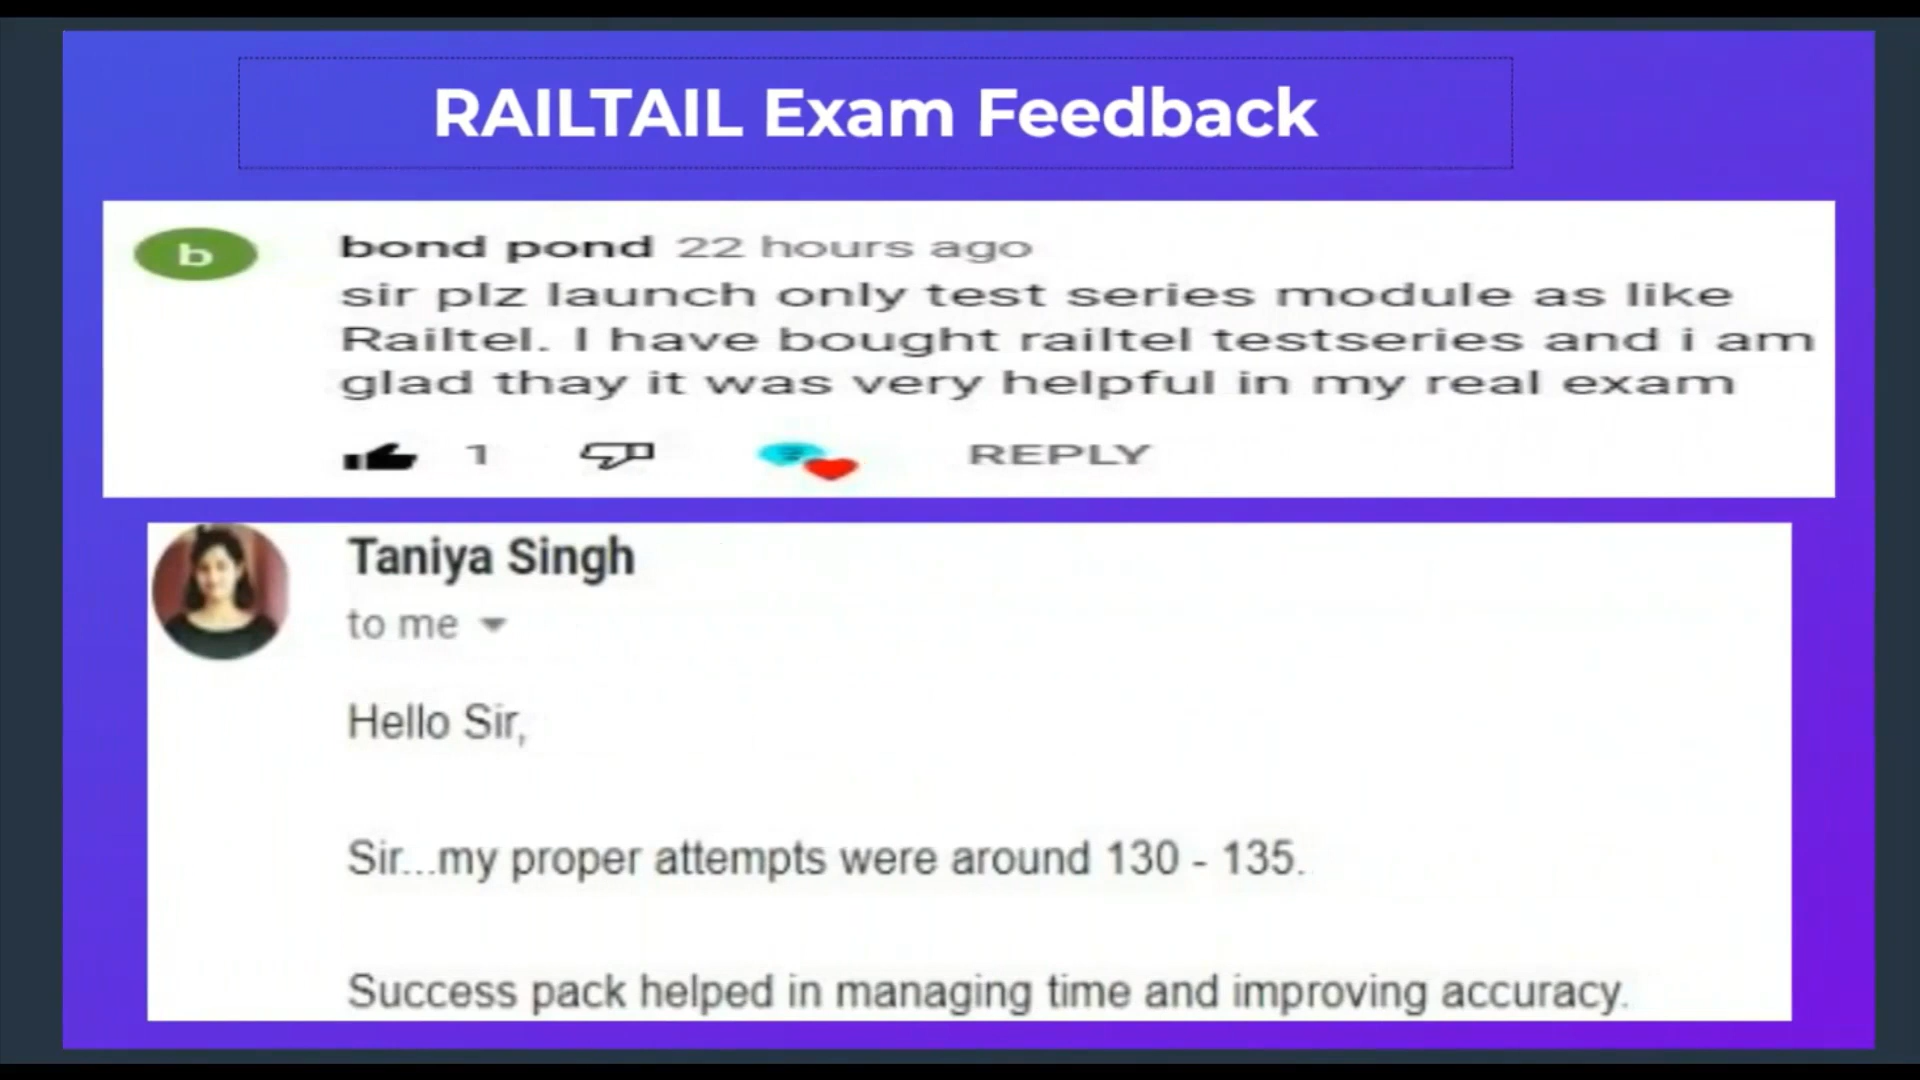 RAILTAIL Exam Feedback
b
bond pond 22 hours ago
sir plz launch only test series module as like
Railtel. I have bought railtel testseries and i am
glad thay it was very helpful in my real exam
1 REPLY
Taniya Singh
to me
Hello Sir,
Sir...my proper attempts were around 130 - 135.
Success pack helped in managing time and improving accuracy.